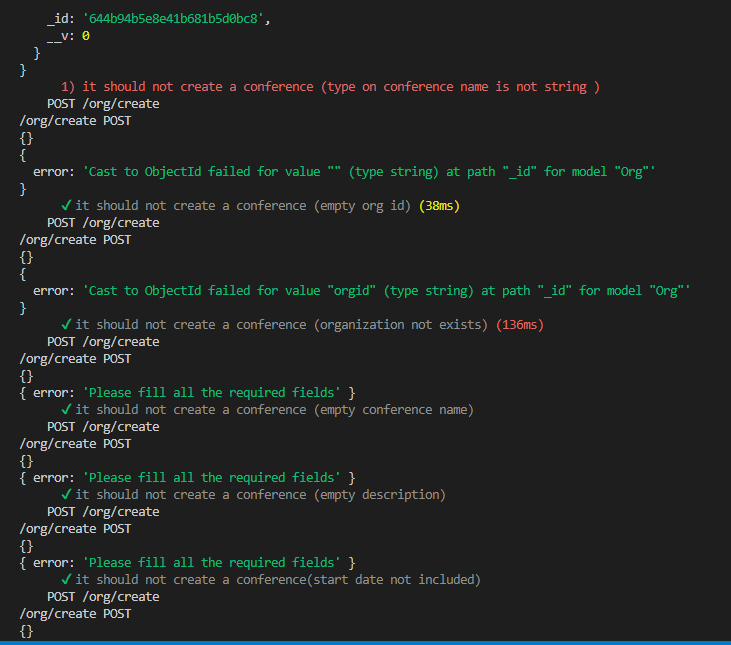 _id: '644b94b5e8e41b681b5d0bc8',
__v: 0
}
}
1) it should not create a conference (type on conference name is not string )
POST /org/create
/org/create POST
{}
{
error: 'Cast to ObjectId failed for value "" (type string) at path "_id" for model "Org"'
}
✓ it should not create a conference (empty org id) (38ms)
POST /org/create
/org/create POST
{}
{
error: 'Cast to ObjectId failed for value "orgid" (type string) at path "_id" for model "Org"'
}
✓ it should not create a conference (organization not exists) (136ms)
POST /org/create
/org/create POST
{}
{ error: 'Please fill all the required fields' }
✓ it should not create a conference (empty conference name)
POST /org/create
/org/create POST
{}
{ error: 'Please fill all the required fields' }
✓ it should not create a conference (empty description)
POST /org/create
/org/create POST
{}
{ error: 'Please fill all the required fields' }
✓ it should not create a conference(start date not included)
POST /org/create
/org/create POST
{}